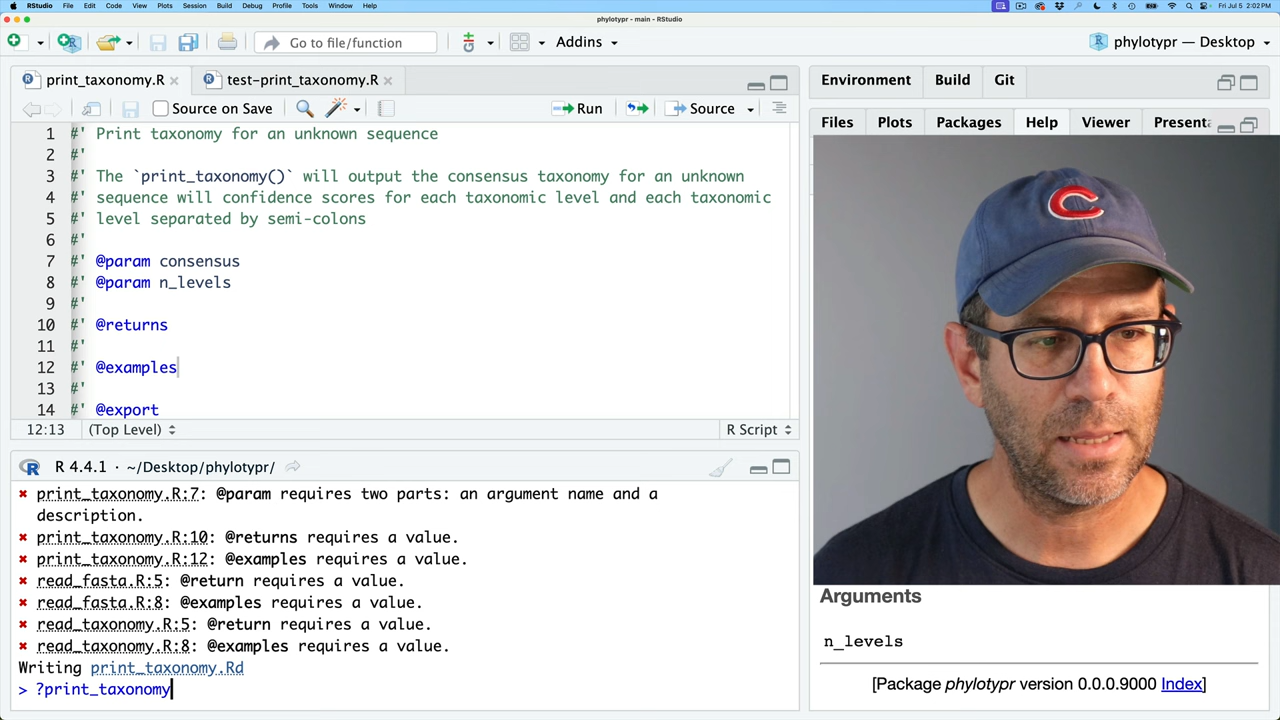 RStudio File Edit Code View Plots Session Build Debug Profile Tools Window Help Fri Jul 5 2:02 PM
phylotypr - main - RStudio
Go to file/function Addins phylotypr — Desktop
print_taxonomy.R test-print_taxonomy.R
Source on Save Run Source
1 #' Print taxonomy for an unknown sequence
2 #'
3 #' The `print_taxonomy()` will output the consensus taxonomy for an unknown
4 #' sequence will confidence scores for each taxonomic level and each taxonomic
5 #' level separated by semi-colons
6 #'
7 #' @param consensus
8 #' @param n_levels
9 #'
10 #' @returns
11 #'
12 #' @examples
13 #'
14 #' @export
12:13 (Top Level) R Script
R 4.4.1 · ~/Desktop/phylotypr/
✖ print_taxonomy.R:7: @param requires two parts: an argument name and a
description.
✖ print_taxonomy.R:10: @returns requires a value.
✖ print_taxonomy.R:12: @examples requires a value.
✖ read_fasta.R:5: @return requires a value.
✖ read_fasta.R:8: @examples requires a value.
✖ read_taxonomy.R:5: @return requires a value.
✖ read_taxonomy.R:8: @examples requires a value.
Writing print_taxonomy.Rd
> ?print_taxonomy
Environment Build Git
Files Plots Packages Help Viewer Presenta
C
Arguments
n_levels
[Package phylotypr version 0.0.0.9000 Index]